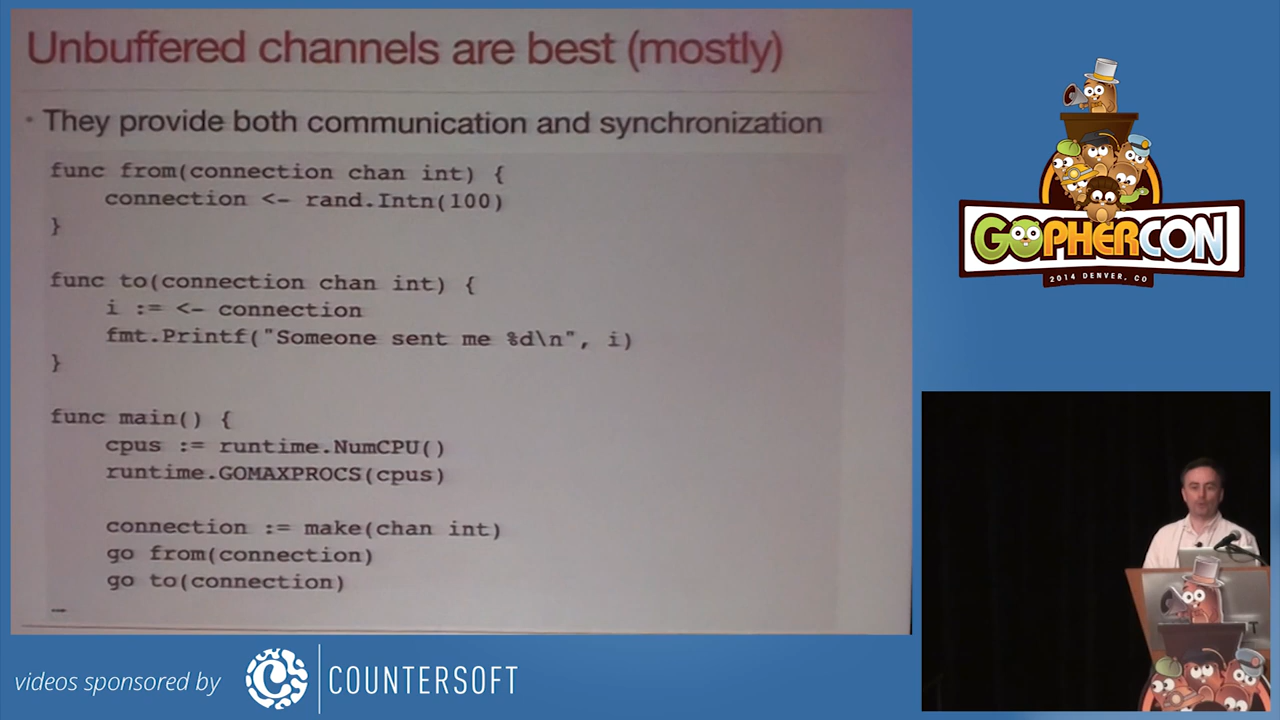 Unbuffered channels are best (mostly)
• They provide both communication and synchronization
func from(connection chan int) {
connection <- rand.Intn(100)
}
func to(connection chan int) {
i := <- connection
fmt.Printf("Someone sent me %d\n", i)
}
func main() {
cpus := runtime.NumCPU()
runtime.GOMAXPROCS(cpus)
connection := make(chan int)
go from(connection)
go to(connection)
GOPHERCON
2014 DENVER, CO
videos sponsored by
COUNTERSOFT